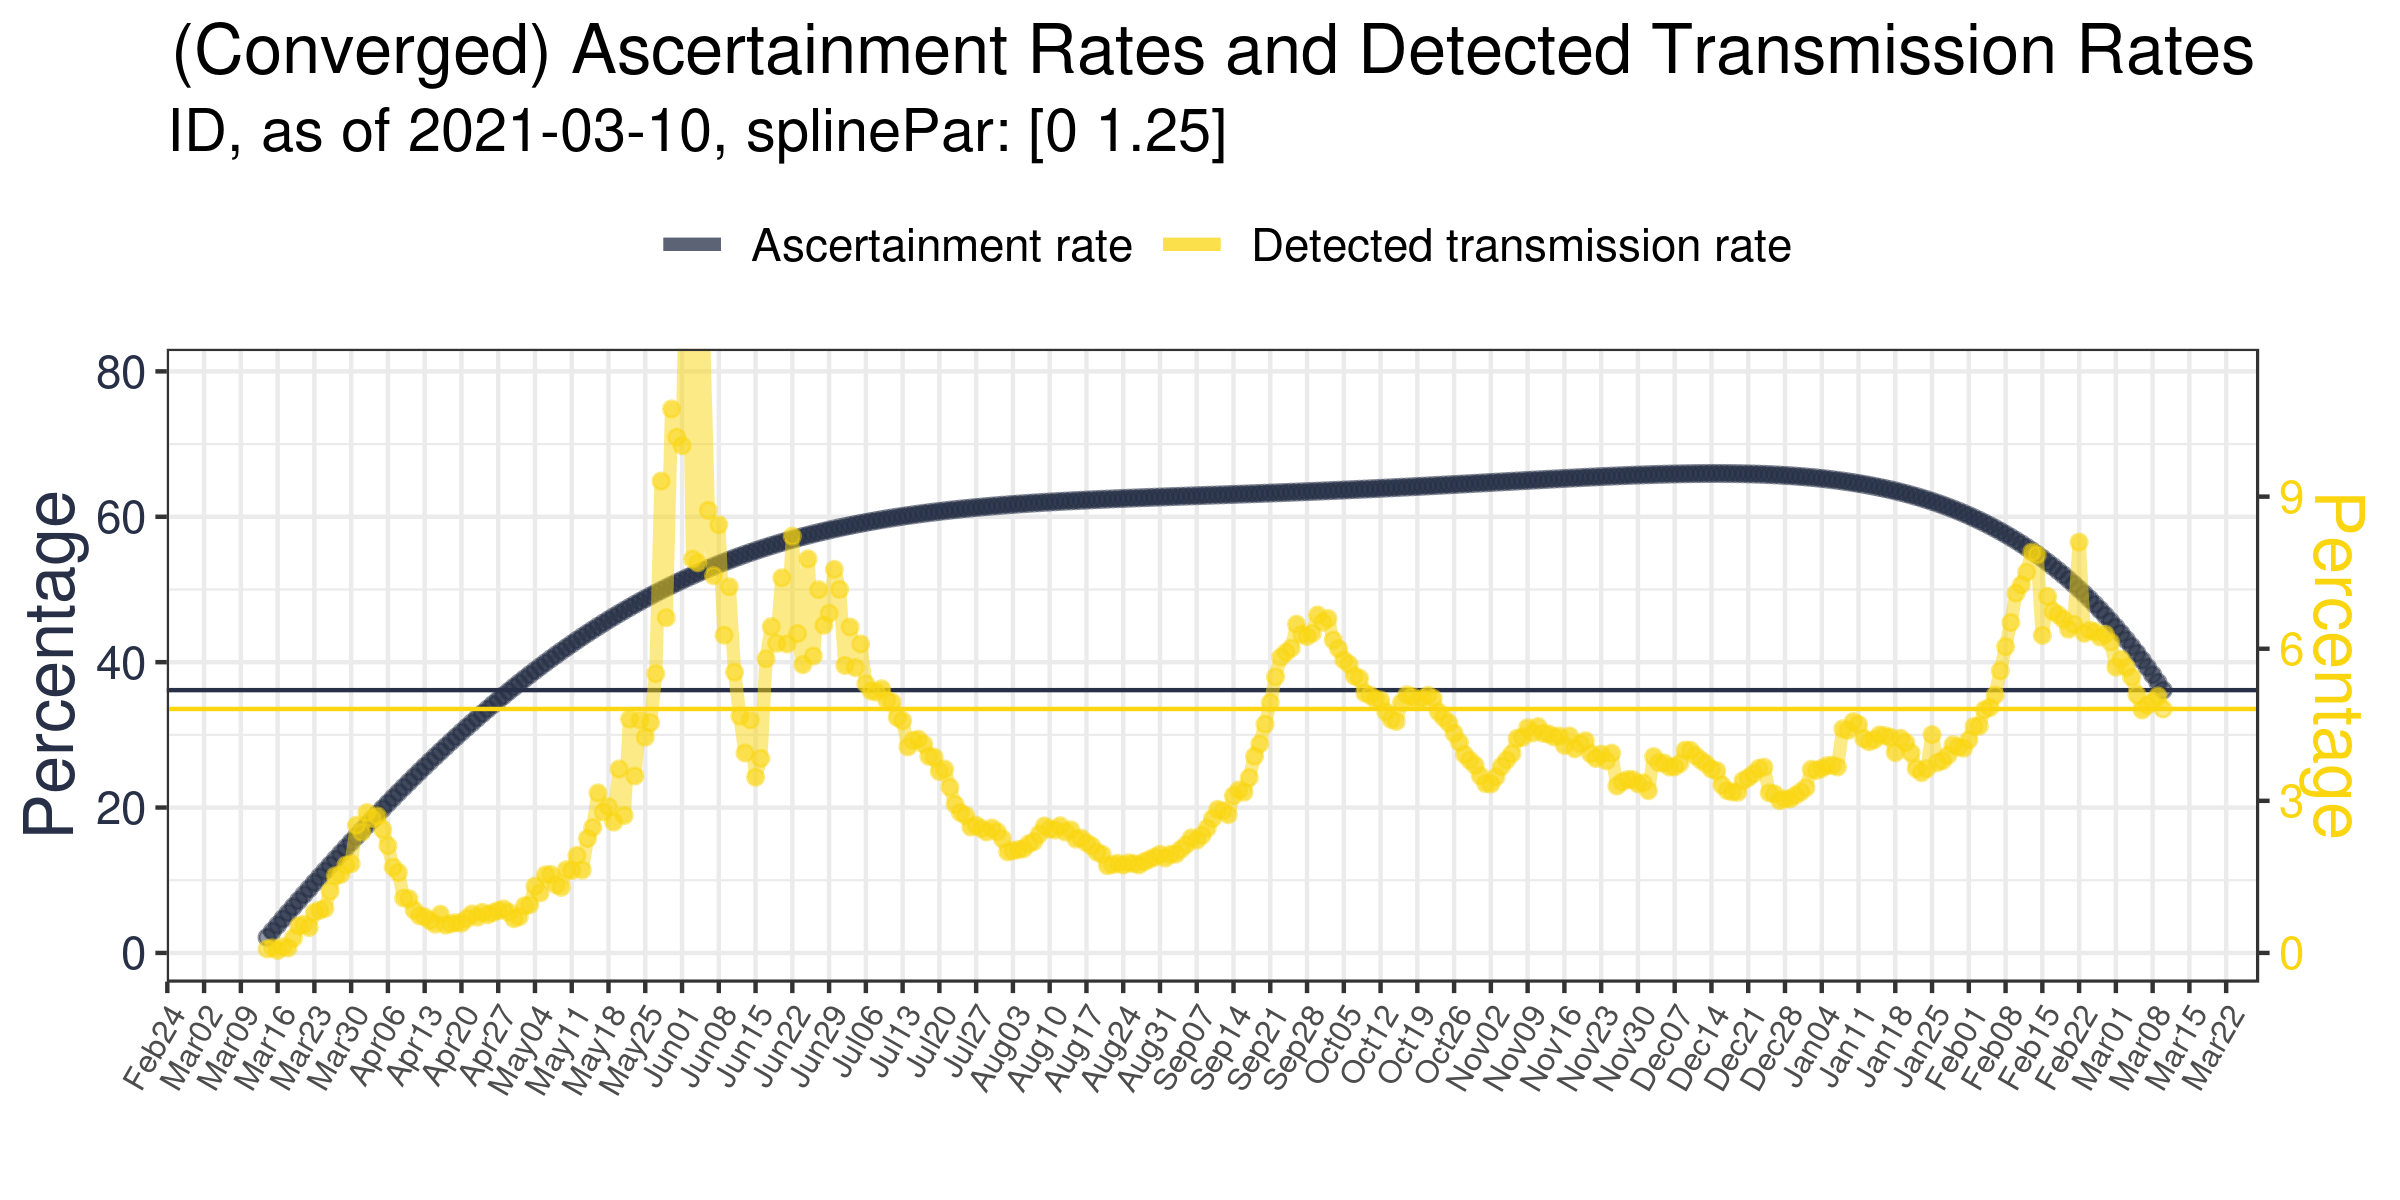 (Converged) Ascertainment Rates and Detected Transmission Rates
ID, as of 2021-03-10, splinePar: [0 1.25]
Ascertainment rate
Detected transmission rate
Percentage
80
60
40
20
0
9
6
3
0
Percentage
Feb24
Mar02
Mar09
Mar16
Mar23
Mar30
Apr06
Apr13
Apr20
Apr27
May04
May11
May18
May25
Jun01
Jun08
Jun15
Jun22
Jun29
Jul06
Jul13
Jul20
Jul27
Aug03
Aug10
Aug17
Aug24
Aug31
Sep07
Sep14
Sep21
Sep28
Oct05
Oct12
Oct19
Oct26
Nov02
Nov09
Nov16
Nov23
Nov30
Dec07
Dec14
Dec21
Dec28
Jan04
Jan11
Jan18
Jan25
Feb01
Feb08
Feb15
Feb22
Mar01
Mar08
Mar15
Mar22